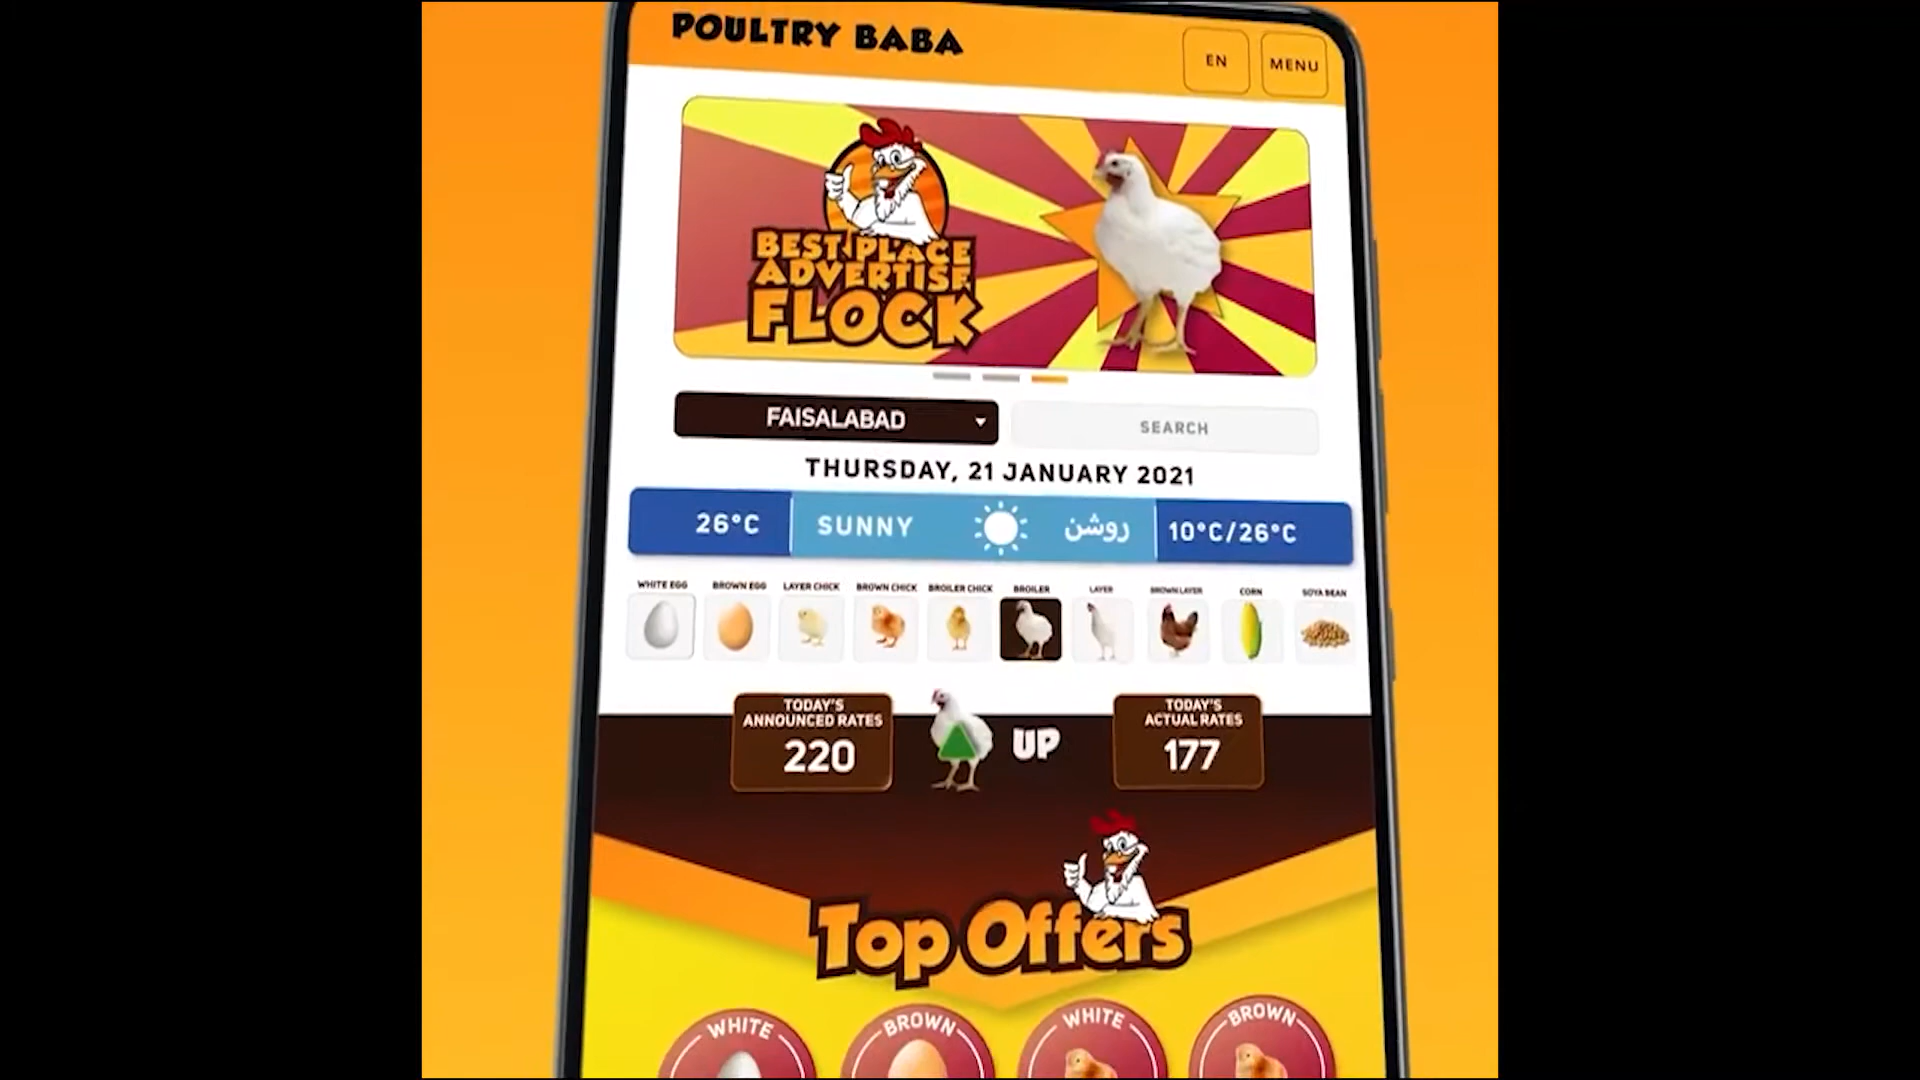 POULTRY BABA
EN
MENU
BEST PLACE
ADVERTISE
FLOCK
FAISALABAD
SEARCH
THURSDAY, 21 JANUARY 2021
26°C
SUNNY
روشن
10°C/26°C
WHITE EGG
BROWN EGG
LAYER CHICK
BROWN CHICK
BROILER CHICK
BROILER
LAYER
BROWN LAYER
CORN
SOYA BEAN
TODAY'S
ANNOUNCED RATES
220
UP
TODAY'S
ACTUAL RATES
177
Top Offers
WHITE
BROWN
WHITE
BROWN